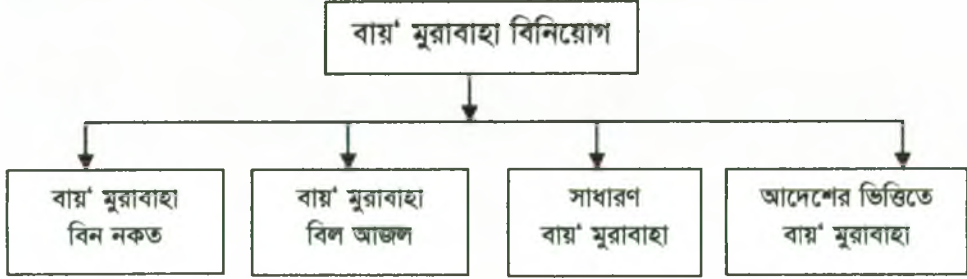 বায়‘ মুরাবাহা বিনিয়োগ
বায়‘ মুরাবাহা
বিন নকত
বায়‘ মুরাবাহা
বিল আজল
সাধারণ
বায়‘ মুরাবাহা
আদেশের ভিত্তিতে
বায়‘ মুরাবাহা